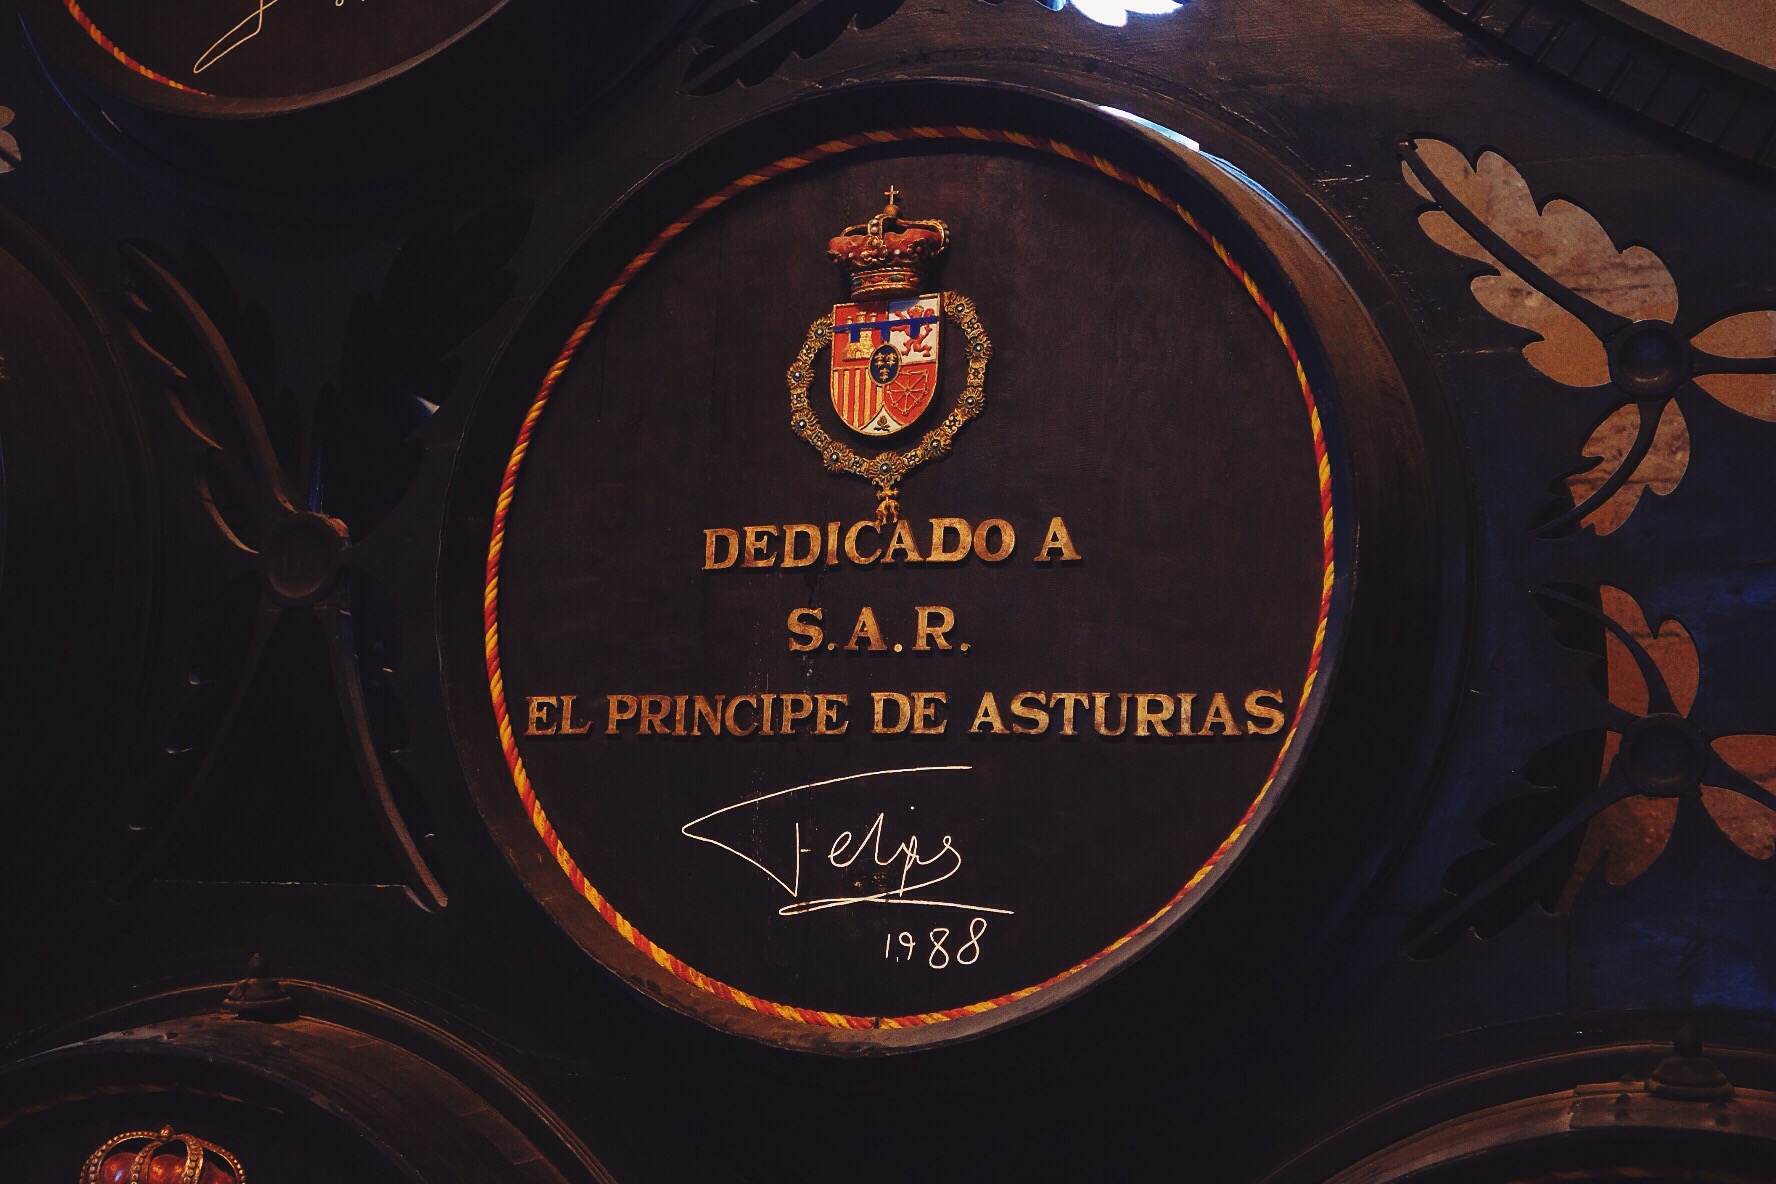 DEDICADO A
S.A.R.
EL PRINCIPE DE ASTURIAS
Felipe
1988